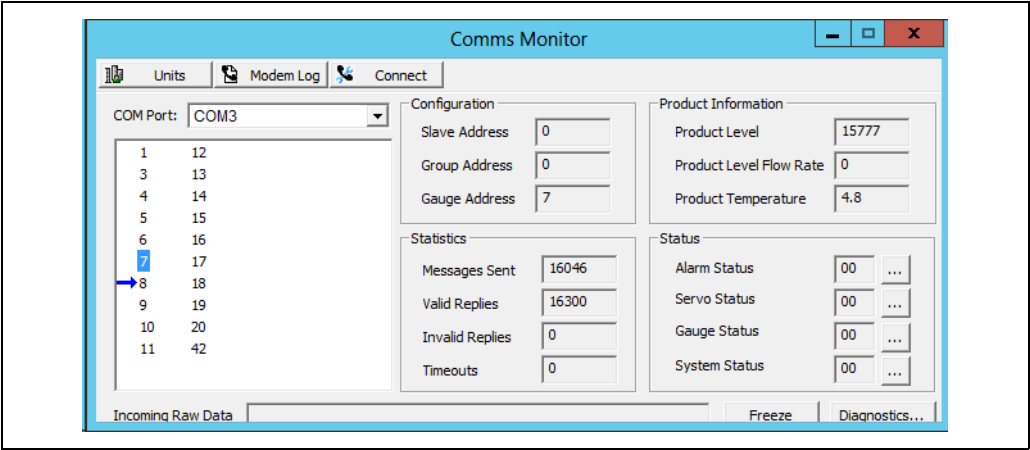 Comms Monitor
Units Modem Log Connect
COM Port: COM3
1 12
3 13
4 14
5 15
6 16
7 17
8 18
9 19
10 20
11 42
Configuration
Slave Address 0
Group Address 0
Gauge Address 7
Product Information
Product Level 15777
Product Level Flow Rate 0
Product Temperature 4.8
Statistics
Messages Sent 16046
Valid Replies 16300
Invalid Replies 0
Timeouts 0
Status
Alarm Status 00 ...
Servo Status 00 ...
Gauge Status 00 ...
System Status 00 ...
Incoming Raw Data Freeze Diagnostics...